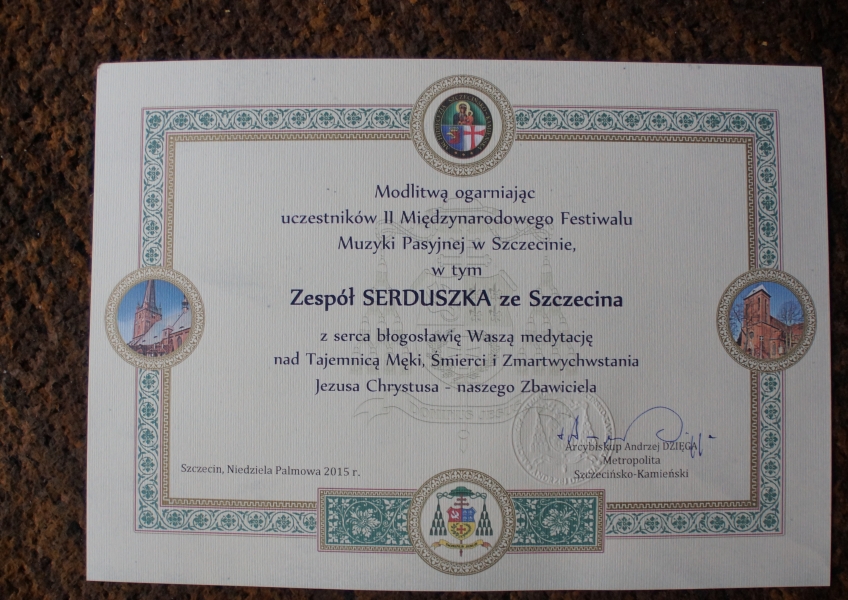 Modlitwą ogarniając
uczestników II Międzynarodowego Festiwalu
Muzyki Pasyjnej w Szczecinie,
w tym
Zespół SERDUSZKA ze Szczecina
z serca błogosławię Waszą medytację
nad Tajemnicą Męki, Śmierci i Zmartwychwstania
Jezusa Chrystusa - naszego Zbawiciela
Arcybiskup Andrzej DZIĘGA
Metropolita
Szczecińsko-Kamieński
Szczecin, Niedziela Palmowa 2015 r.